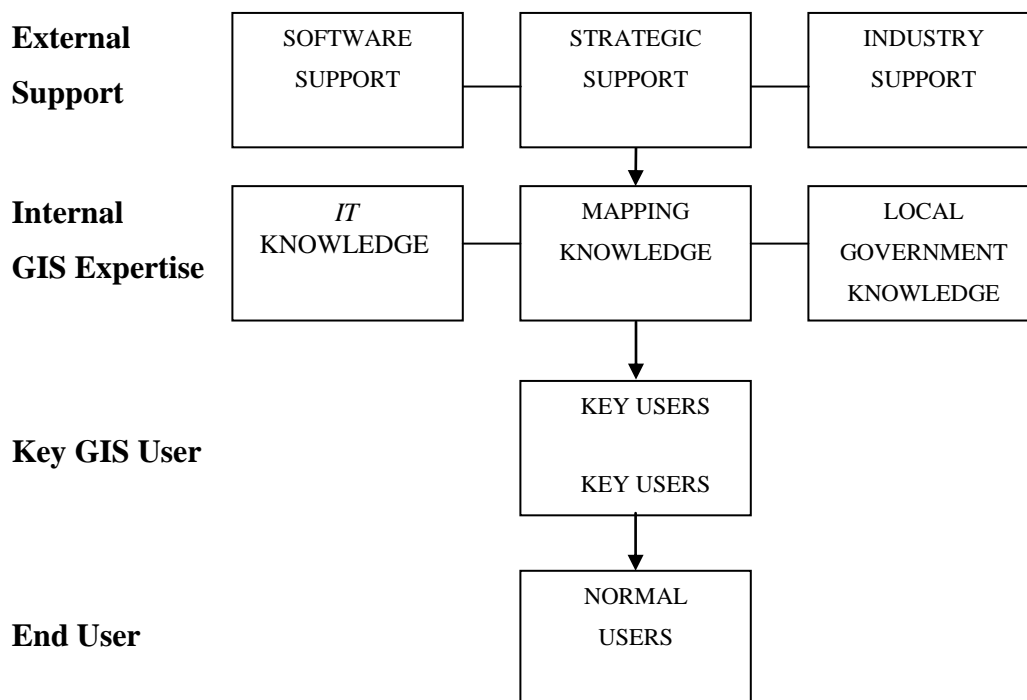 External
Support
SOFTWARE
SUPPORT
STRATEGIC
SUPPORT
INDUSTRY
SUPPORT
Internal
GIS Expertise
IT
KNOWLEDGE
MAPPING
KNOWLEDGE
LOCAL
GOVERNMENT
KNOWLEDGE
Key GIS User
KEY USERS
KEY USERS
End User
NORMAL
USERS